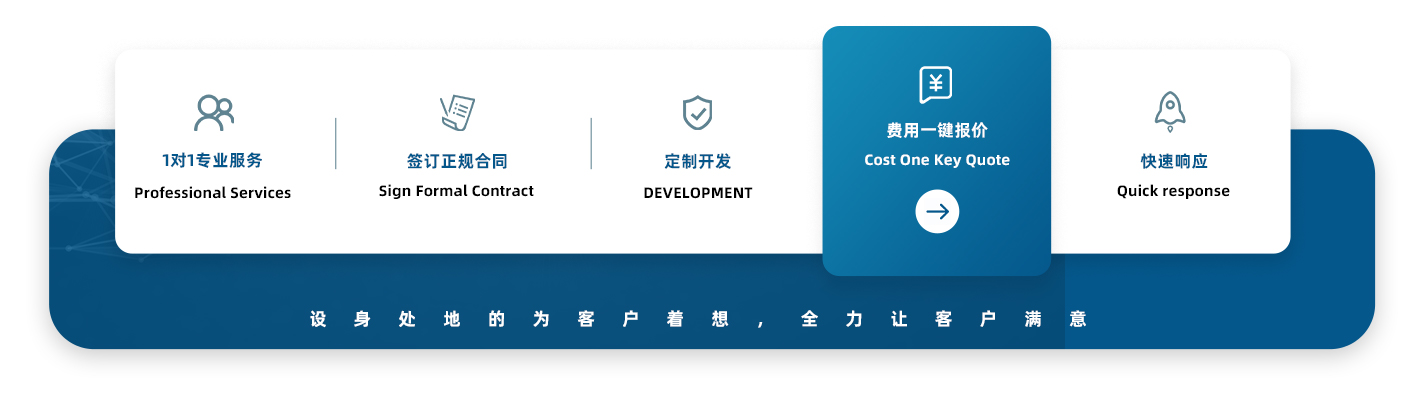 1对1专业服务
Professional Services
签订正规合同
Sign Formal Contract
定制开发
DEVELOPMENT
费用一键报价
Cost One Key Quote
快速响应
Quick response
设身处地的为客户着想，全力让客户满意